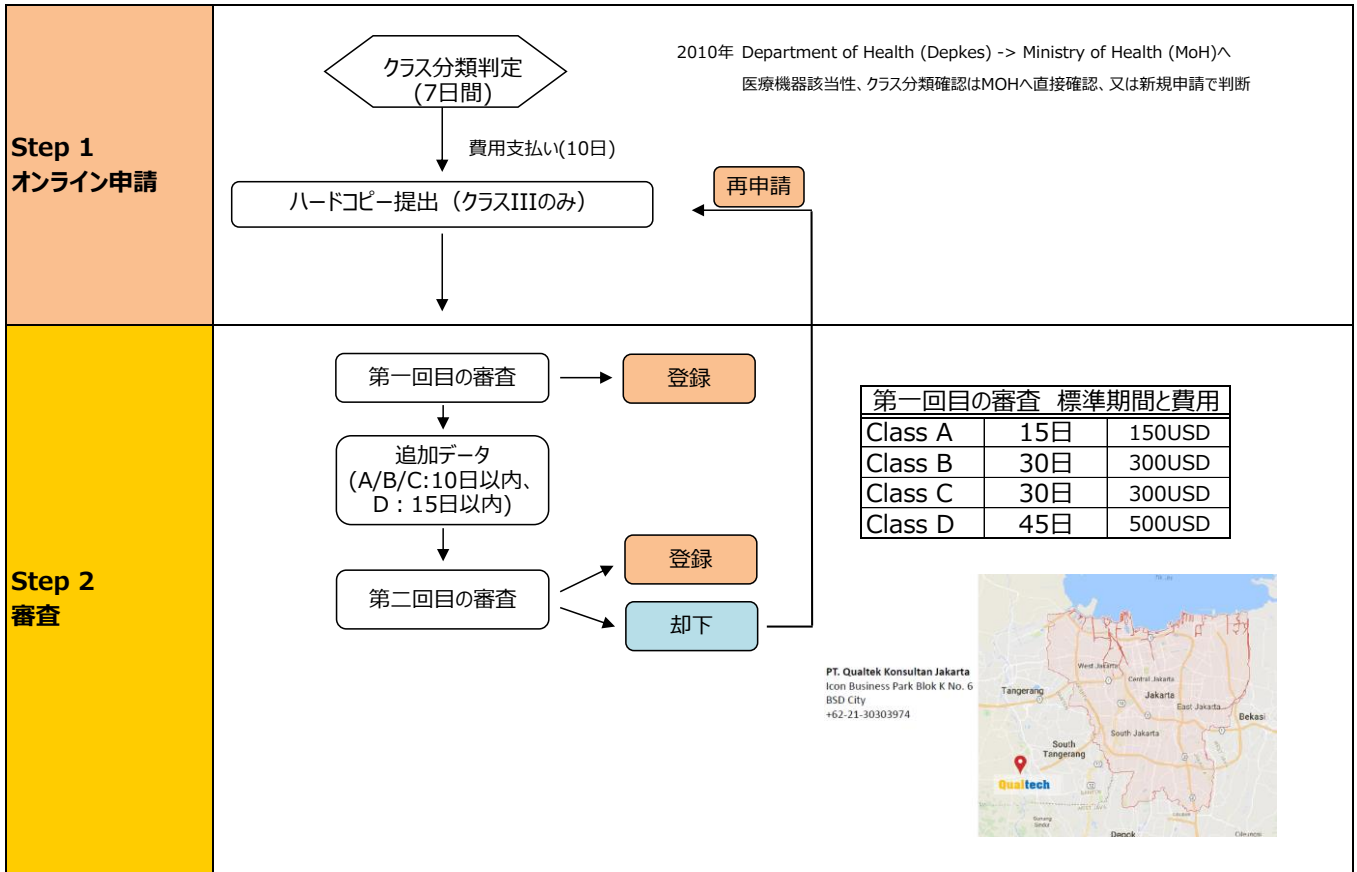 Step 1
オンライン申請
クラス分類判定
(7日間)
2010年 Department of Health (Depkes) -> Ministry of Health (MoH)へ
医療機器該当性、クラス分類確認はMOHへ直接確認、又は新規申請で判断
費用支払い(10日)
ハードコピー提出（クラスIIIのみ）
再申請
Step 2
審査
第一回目の審査
登録
追加データ
(A/B/C:10日以内、
D：15日以内)
第二回目の審査
登録
却下
第一回目の審査 標準期間と費用
Class A 15日 150USD
Class B 30日 300USD
Class C 30日 300USD
Class D 45日 500USD
PT. Qualtek Konsultan Jakarta
Icon Business Park Blok K No. 6
BSD City
+62-21-30303974
West Jakarta
Central Jakarta
Tangerang
Jakarta
East Jakarta
Bekasi
South Jakarta
South
Tangerang
Qualtech
Depok